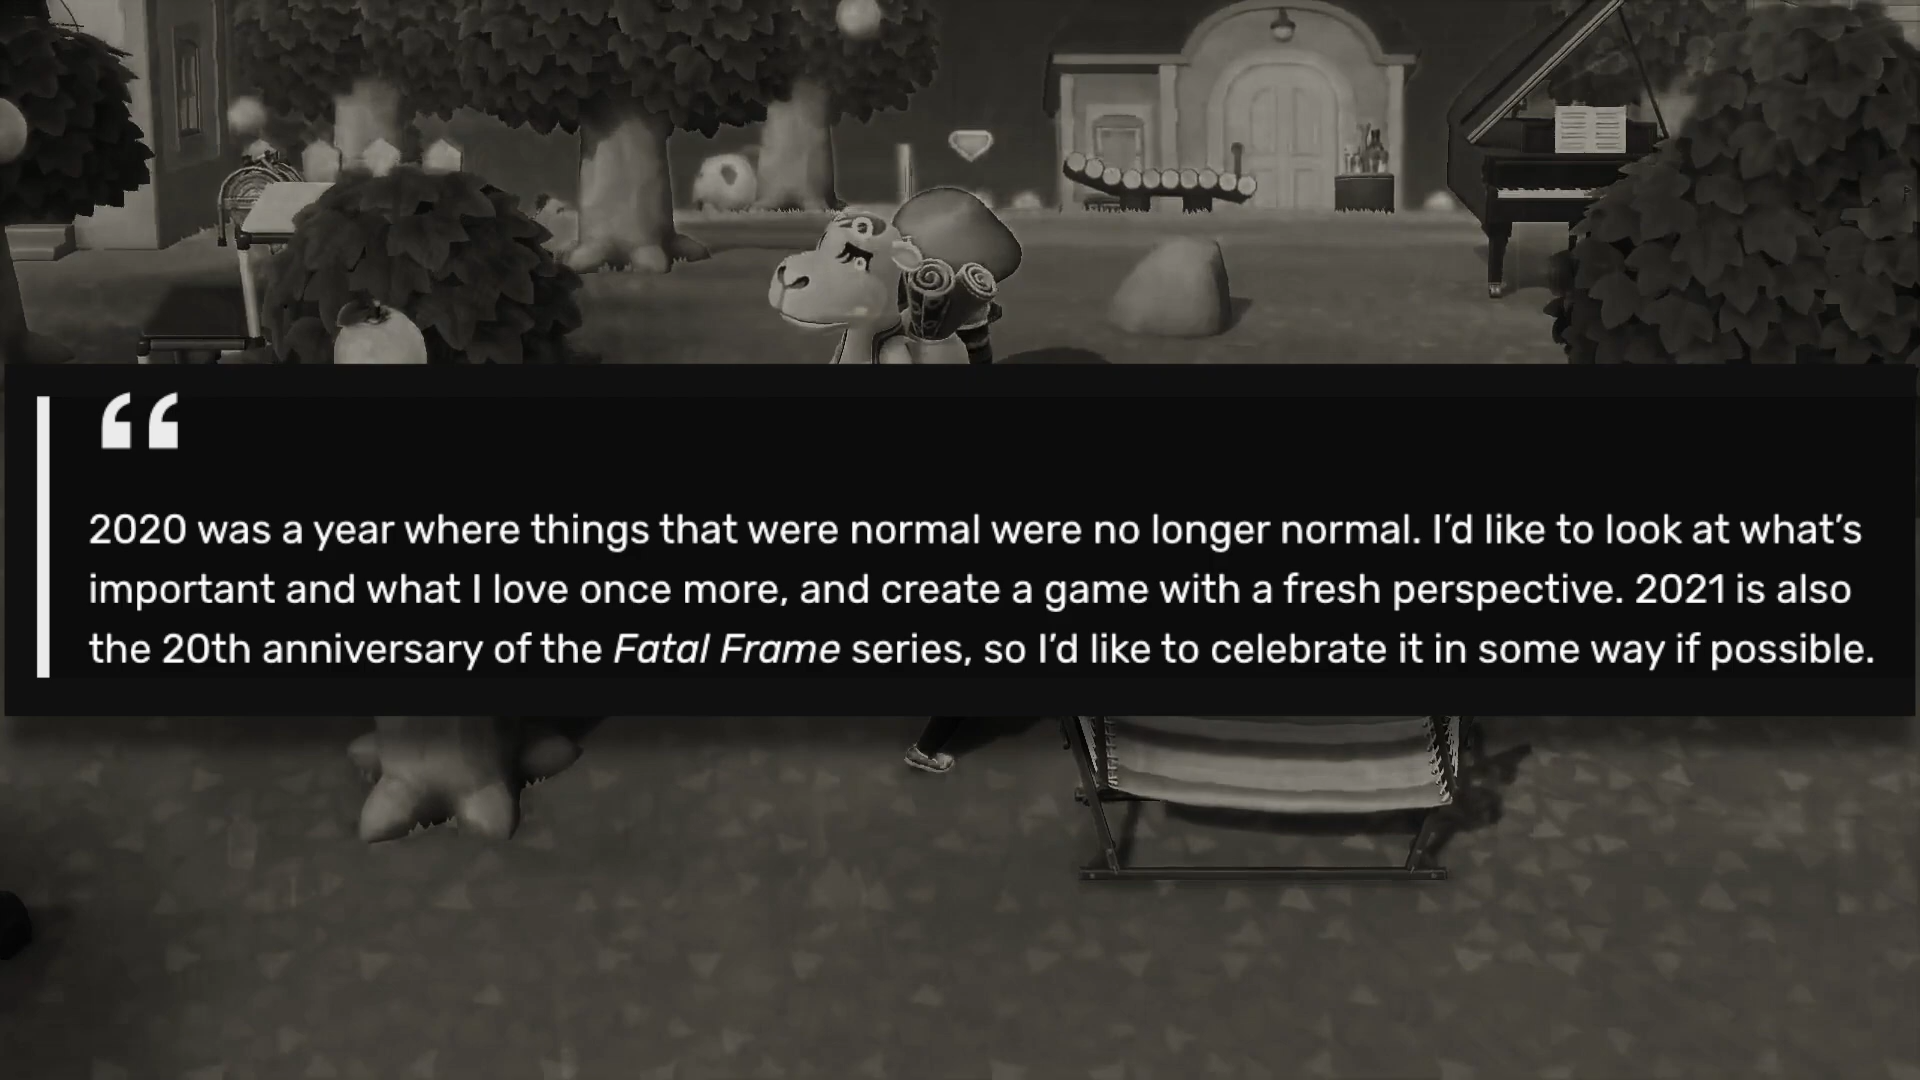 “
2020 was a year where things that were normal were no longer normal. I’d like to look at what’s
important and what I love once more, and create a game with a fresh perspective. 2021 is also
the 20th anniversary of the Fatal Frame series, so I’d like to celebrate it in some way if possible.